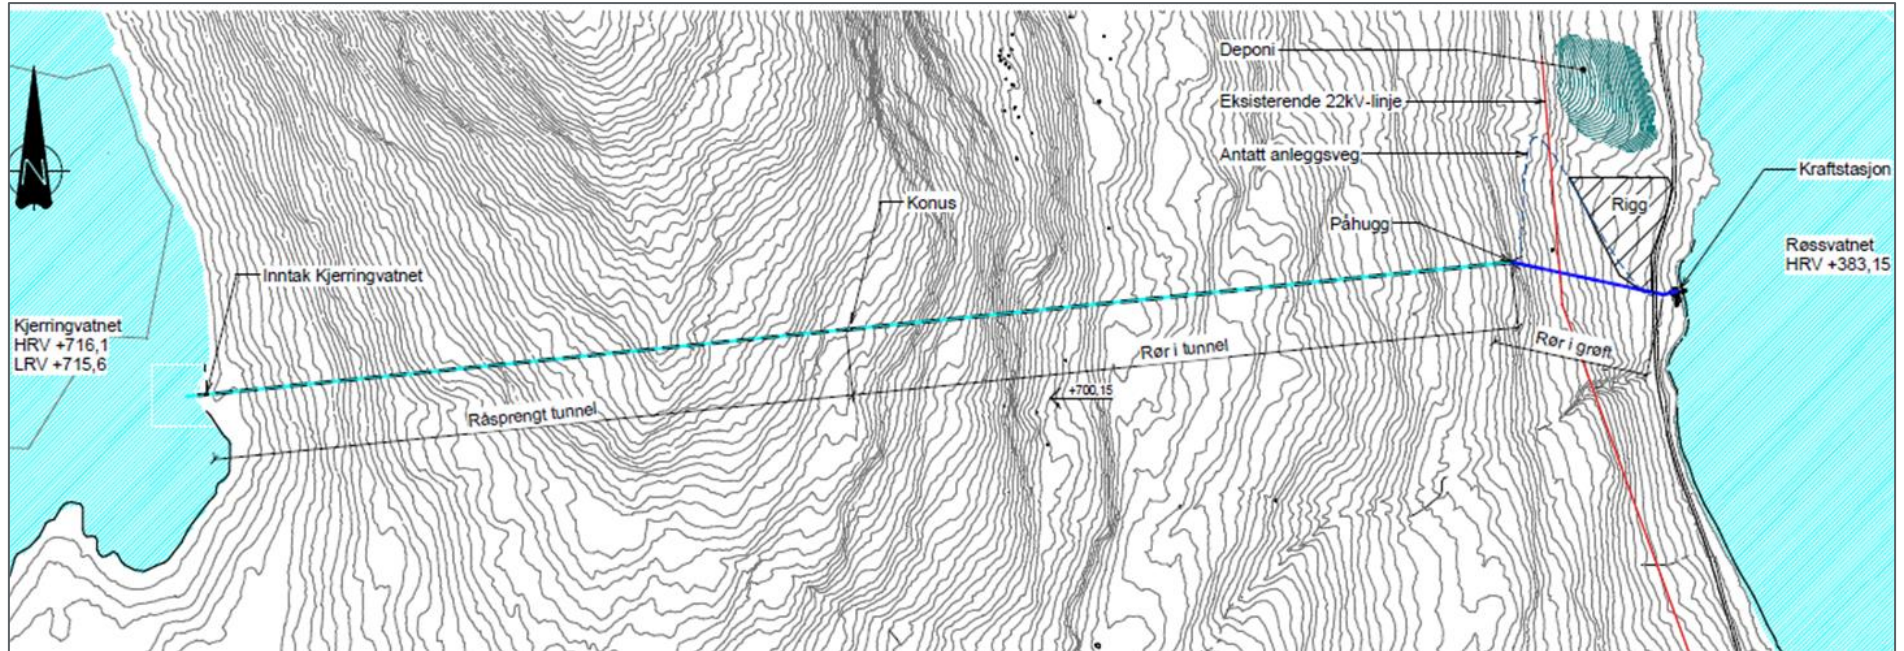 N
Kjerringvatnet
HRV +716,1
LRV +715,6
Inntak Kjerringvatnet
Råsprengt tunnel
Konus
+700,15
Rør i tunnel
Deponi
Eksisterende 22kV-linje
Antatt anleggsveg
Påhugg
Rør i grøft
Rigg
Kraftstasjon
Røssvatnet
HRV +383,15